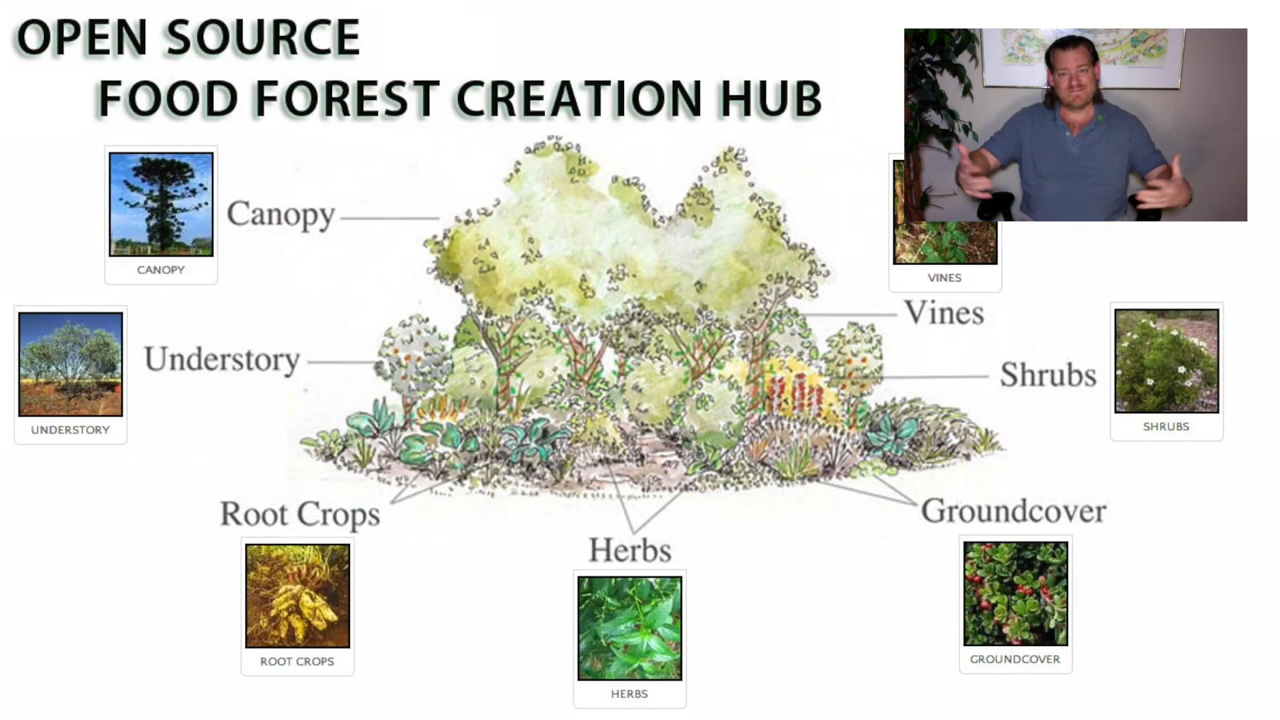 OPEN SOURCE
FOOD FOREST CREATION HUB
CANOPY
Canopy
VINES
Vines
UNDERSTORY
Understory
Shrubs
SHRUBS
Root Crops
ROOT CROPS
Herbs
HERBS
Groundcover
GROUNDCOVER